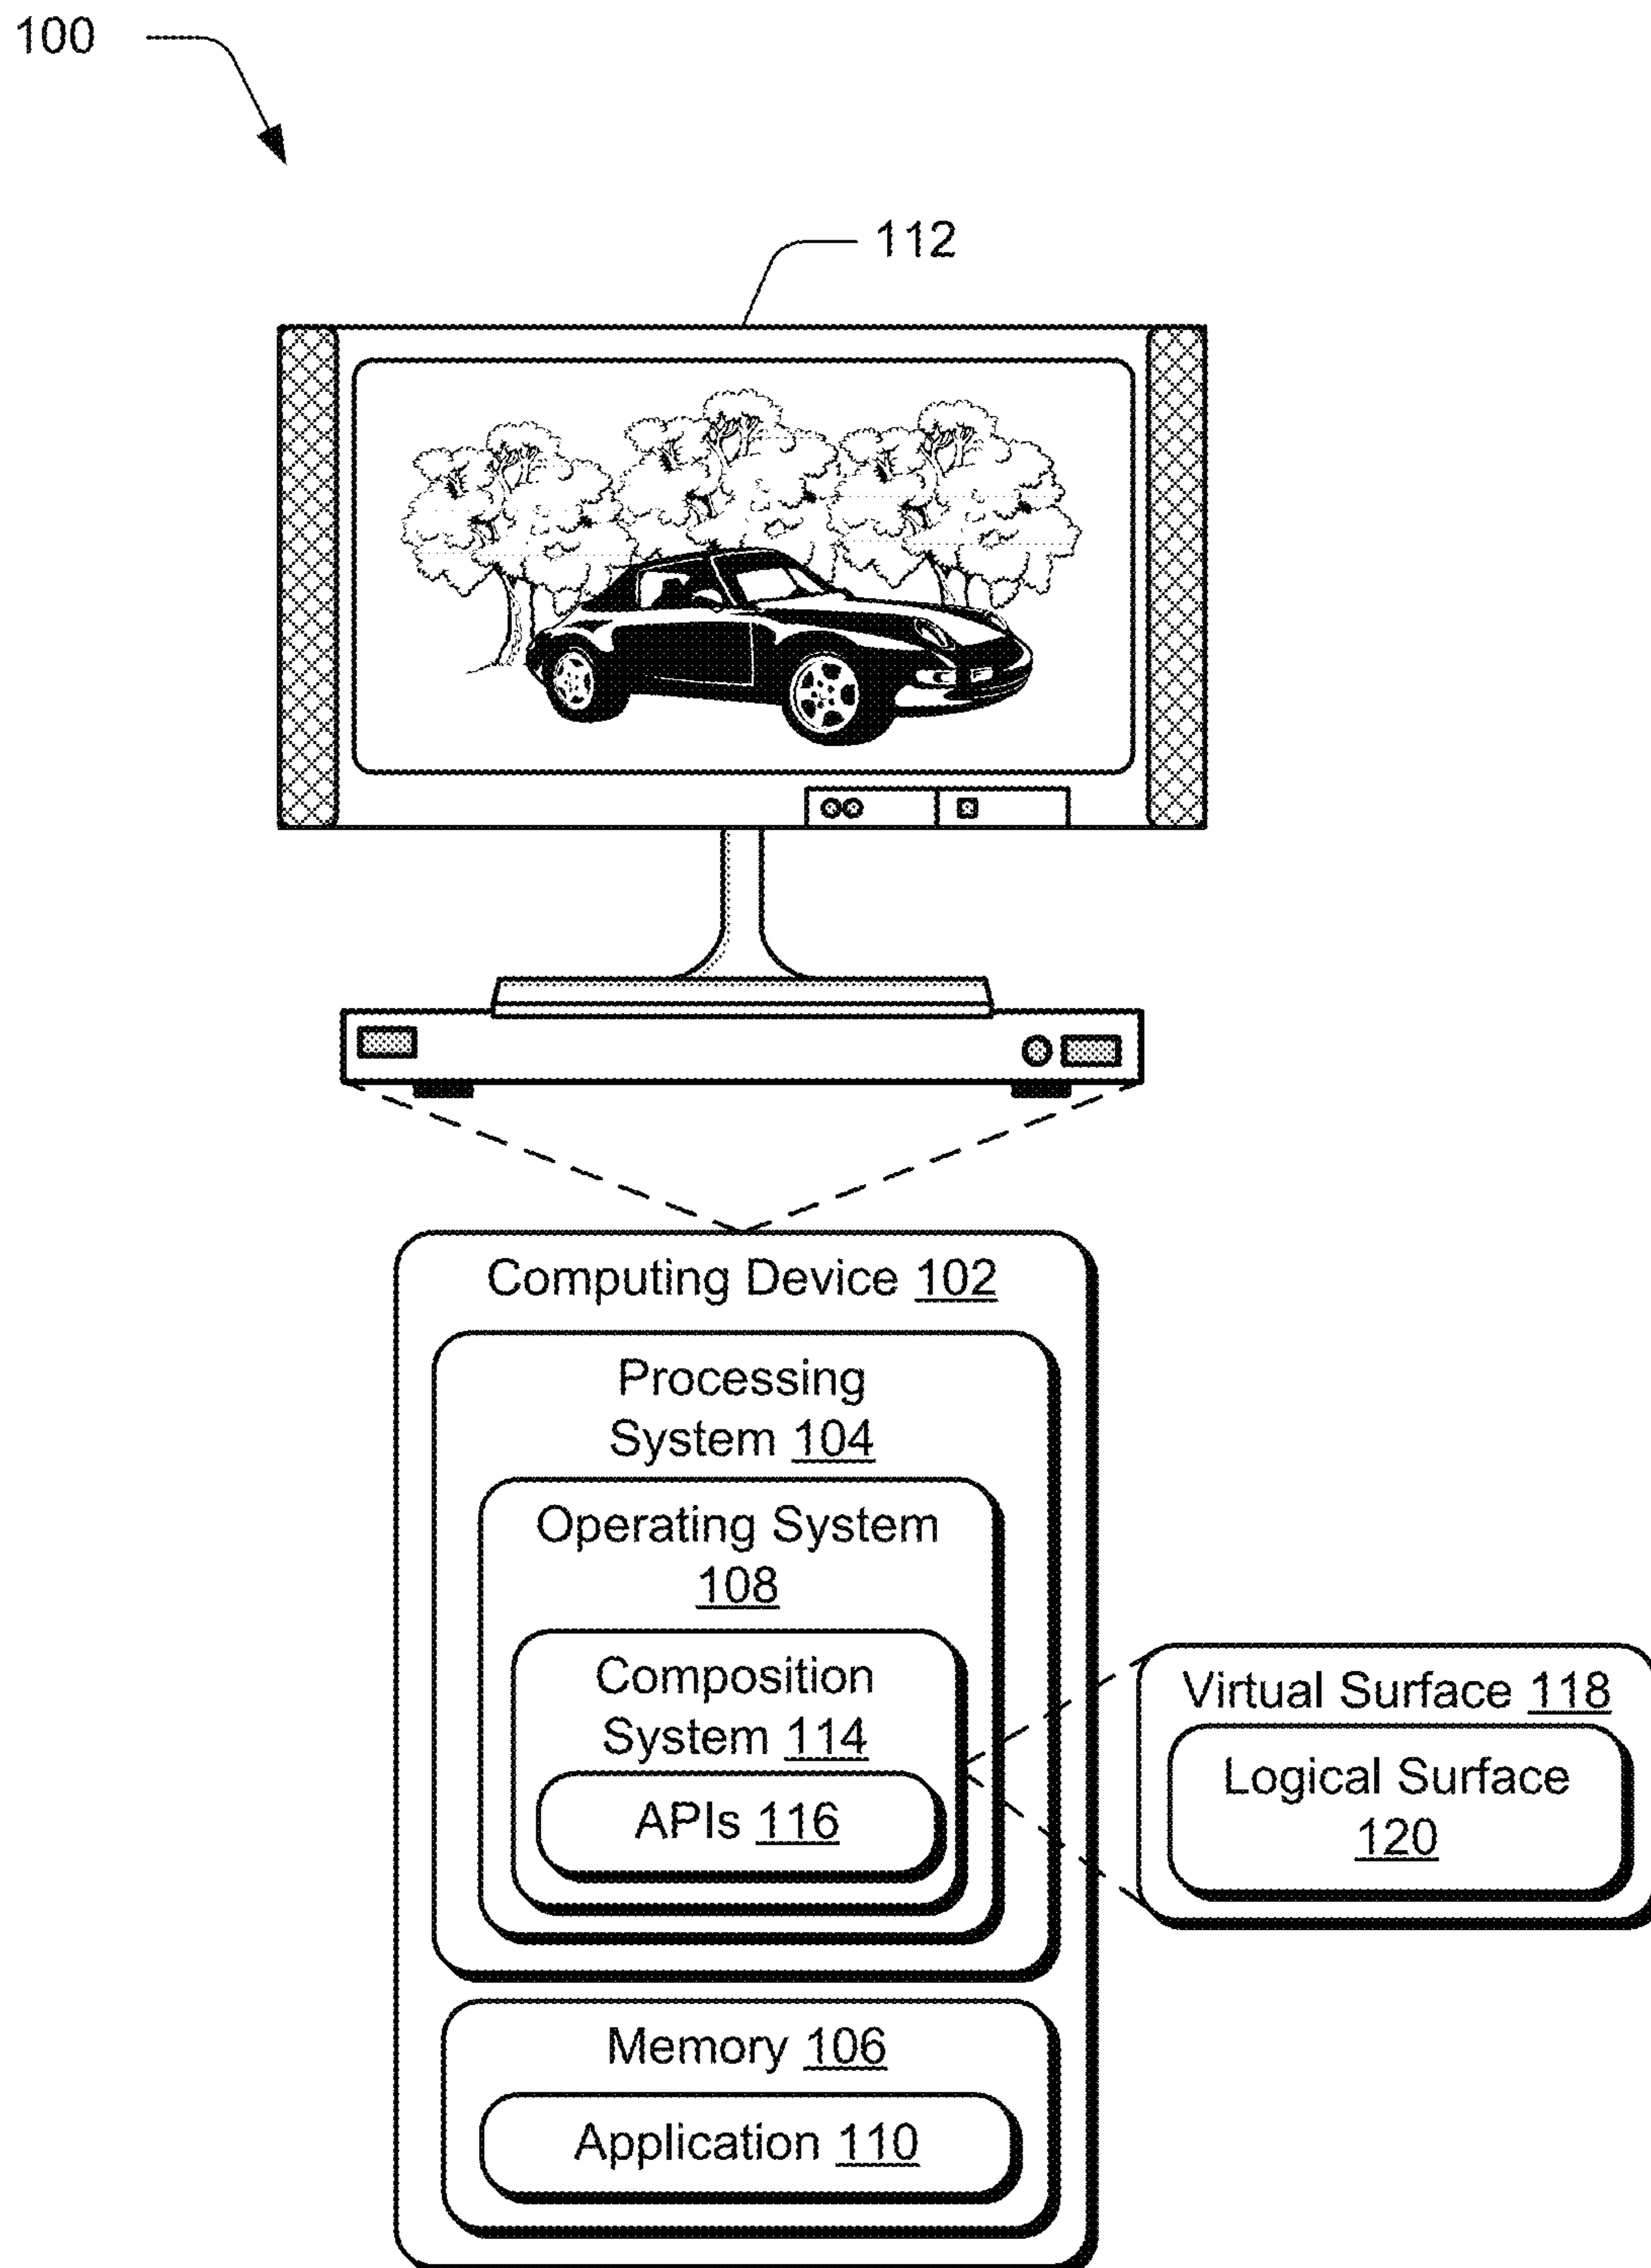 100
112
Computing Device 102
Processing
System 104
Operating System
108
Composition
System 114
APIs 116
Virtual Surface 118
Logical Surface
120
Memory 106
Application 110